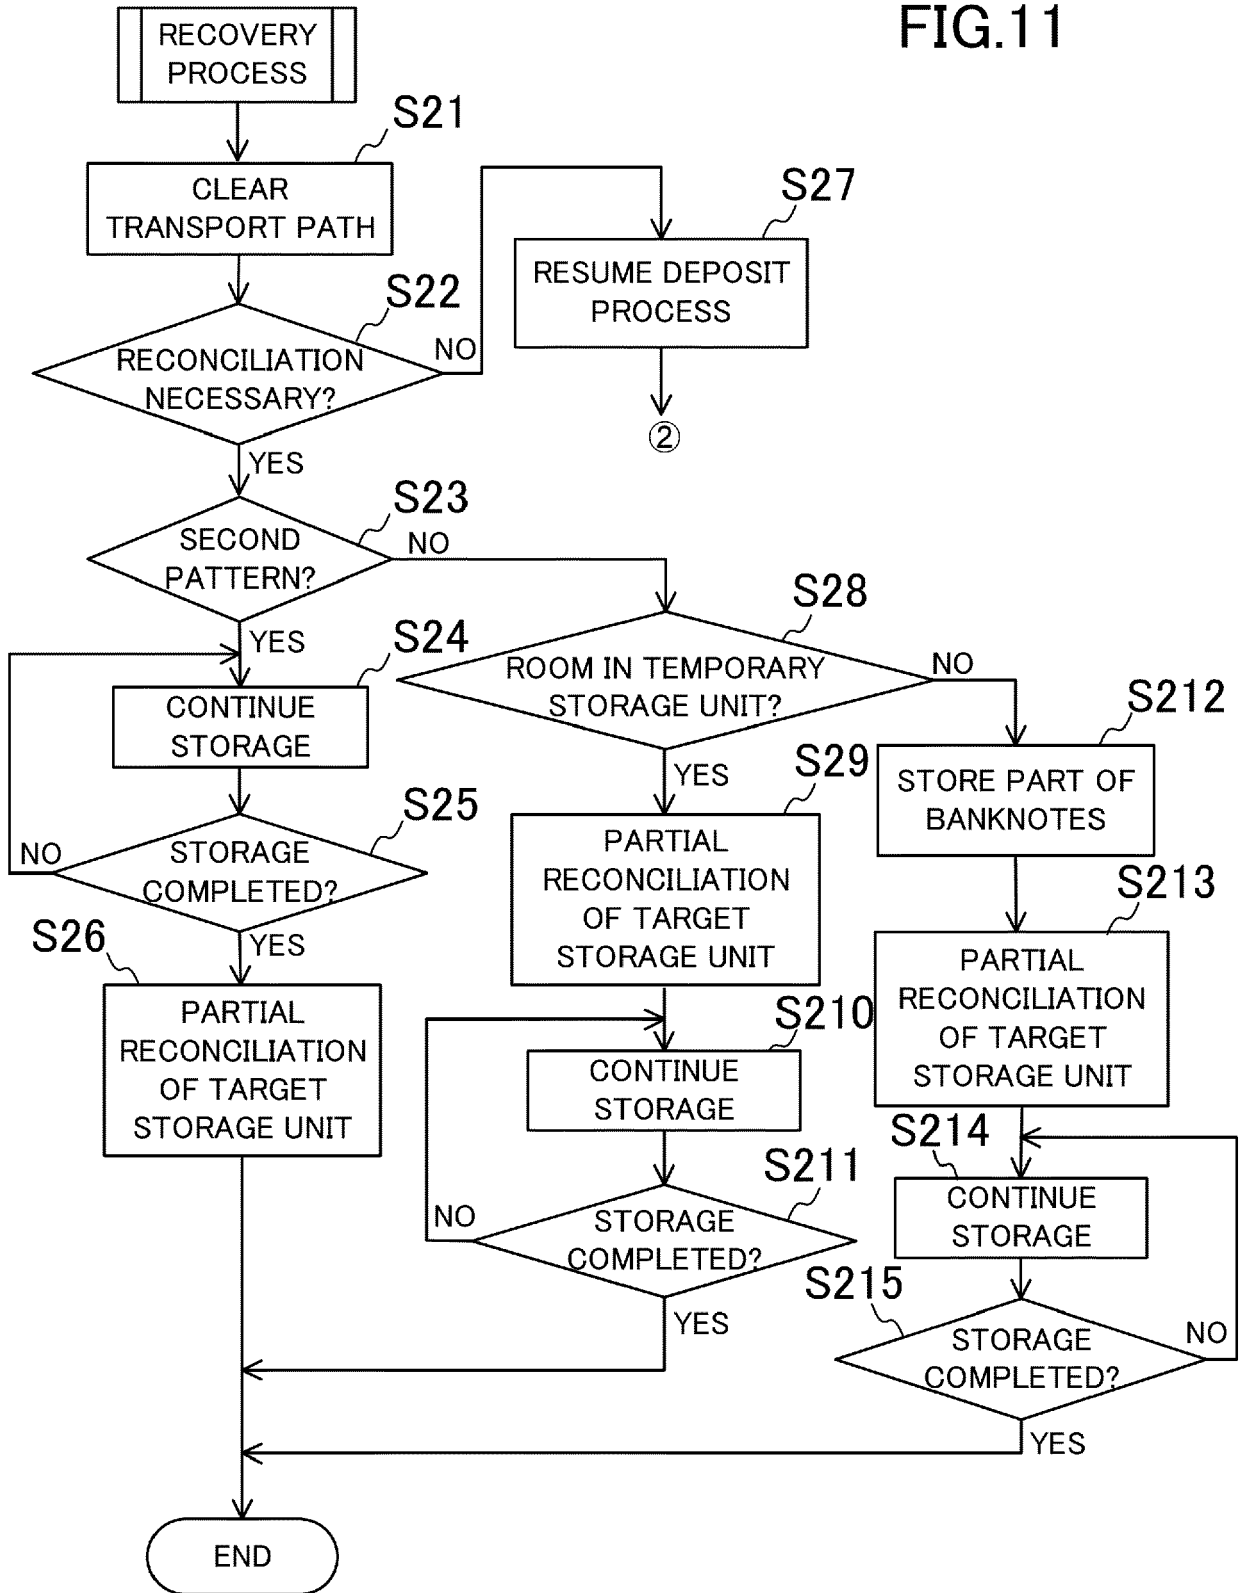 FIG.11
RECOVERY
PROCESS
S21
CLEAR
TRANSPORT PATH
S22
RECONCILIATION
NECESSARY?
NO
YES
S27
RESUME DEPOSIT
PROCESS
②
S23
SECOND
PATTERN?
NO
YES
S24
CONTINUE
STORAGE
S25
STORAGE
COMPLETED?
NO
YES
S26
PARTIAL
RECONCILIATION
OF TARGET
STORAGE UNIT
S28
ROOM IN TEMPORARY
STORAGE UNIT?
NO
YES
S29
PARTIAL
RECONCILIATION
OF TARGET
STORAGE UNIT
S210
CONTINUE
STORAGE
S211
STORAGE
COMPLETED?
NO
YES
S212
STORE PART OF
BANKNOTES
S213
PARTIAL
RECONCILIATION
OF TARGET
STORAGE UNIT
S214
CONTINUE
STORAGE
S215
STORAGE
COMPLETED?
NO
YES
END